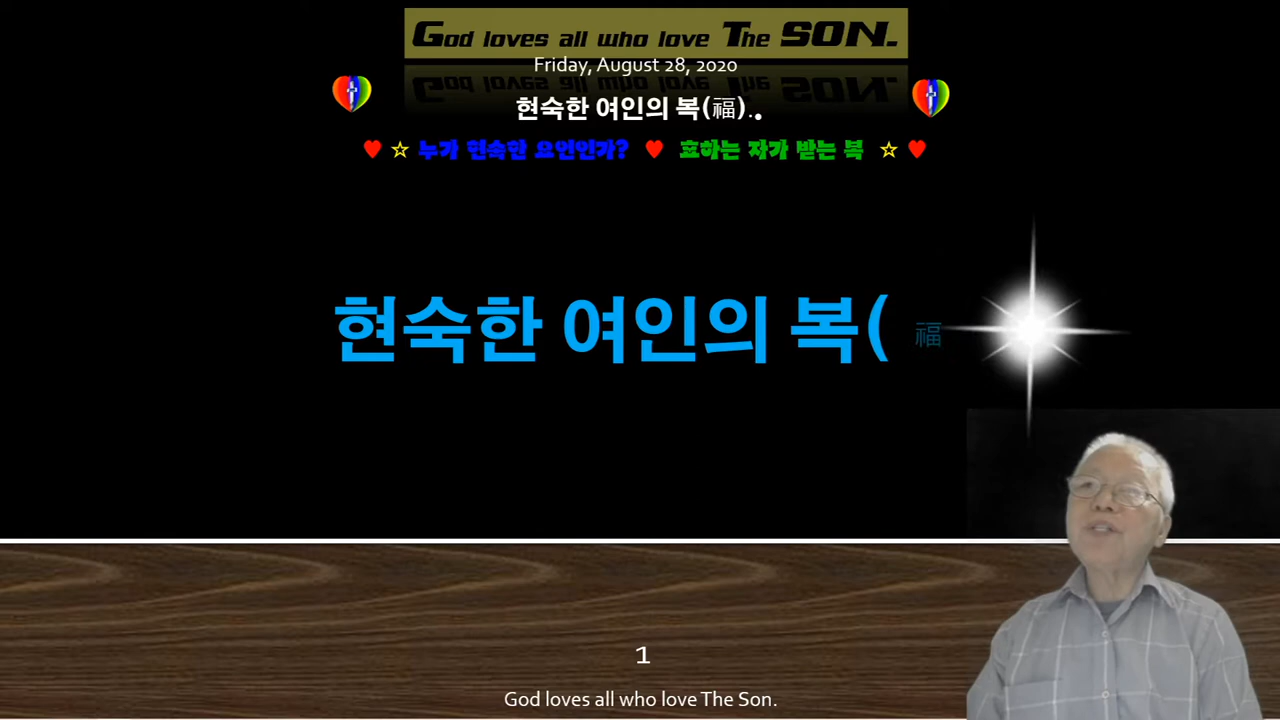 God loves all who love The SON.
Friday, August 28, 2020
현숙한 여인의 복(福)..
♥ ☆ 누가 현숙한 요인인가? ♥ 효하는 자가 받는 복 ☆ ♥
현숙한 여인의 복( 福
1
God loves all who love The Son.